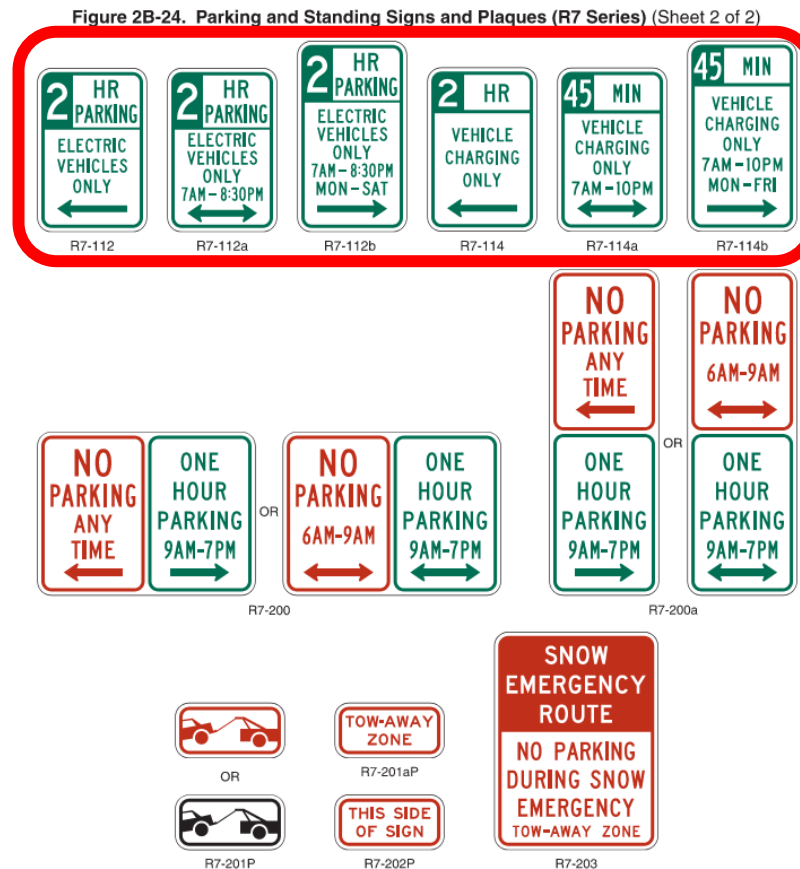 Figure 2B-24. Parking and Standing Signs and Plaques (R7 Series) (Sheet 2 of 2)
2 HR
PARKING
ELECTRIC
VEHICLES
ONLY
R7-112
2 HR
PARKING
ELECTRIC
VEHICLES
ONLY
7AM-8:30PM
R7-112a
2 HR
PARKING
ELECTRIC
VEHICLES
ONLY
7AM-8:30PM
MON-SAT
R7-112b
2 HR
VEHICLE
CHARGING
ONLY
R7-114
45 MIN
VEHICLE
CHARGING
ONLY
7AM-10PM
R7-114a
45 MIN
VEHICLE
CHARGING
ONLY
7AM-10PM
MON-FRI
R7-114b
NO
PARKING
ANY
TIME
ONE
HOUR
PARKING
9AM-7PM
OR
NO
PARKING
6AM-9AM
ONE
HOUR
PARKING
9AM-7PM
R7-200
NO
PARKING
ANY
TIME
ONE
HOUR
PARKING
9AM-7PM
OR
NO
PARKING
6AM-9AM
ONE
HOUR
PARKING
9AM-7PM
R7-200a
OR
R7-201P
TOW-AWAY
ZONE
R7-201aP
THIS SIDE
OF SIGN
R7-202P
SNOW
EMERGENCY
ROUTE
NO PARKING
DURING SNOW
EMERGENCY
TOW-AWAY ZONE
R7-203